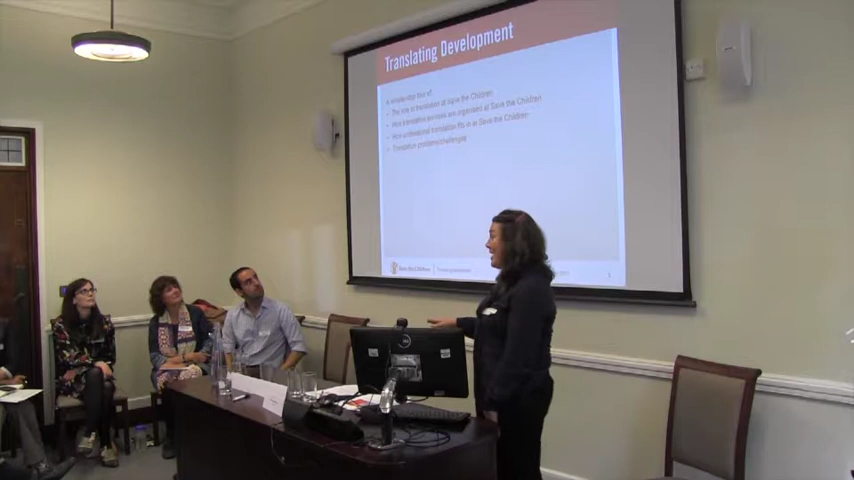 Translating Development
A whistle-stop tour of:
• The role of translation at Save the Children
• How translation services are organised at Save the Children
• How professional translation fits in at Save the Children
• Translation problems/challenges
Save the Children